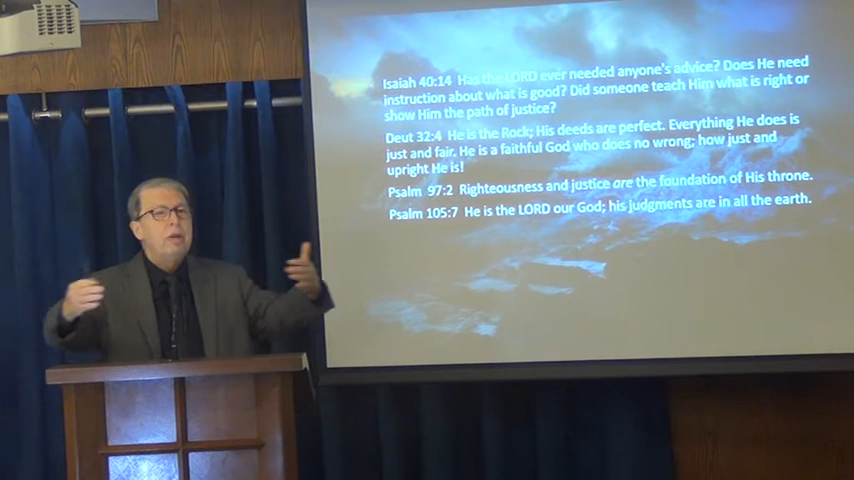 Isaiah 40:14 Has the LORD ever needed anyone's advice? Does He need
instruction about what is good? Did someone teach Him what is right or
show Him the path of justice?
Deut 32:4 He is the Rock; His deeds are perfect. Everything He does is
just and fair. He is a faithful God who does no wrong; how just and
upright He is!
Psalm 97:2 Righteousness and justice are the foundation of His throne.
Psalm 105:7 He is the LORD our God; his judgments are in all the earth.